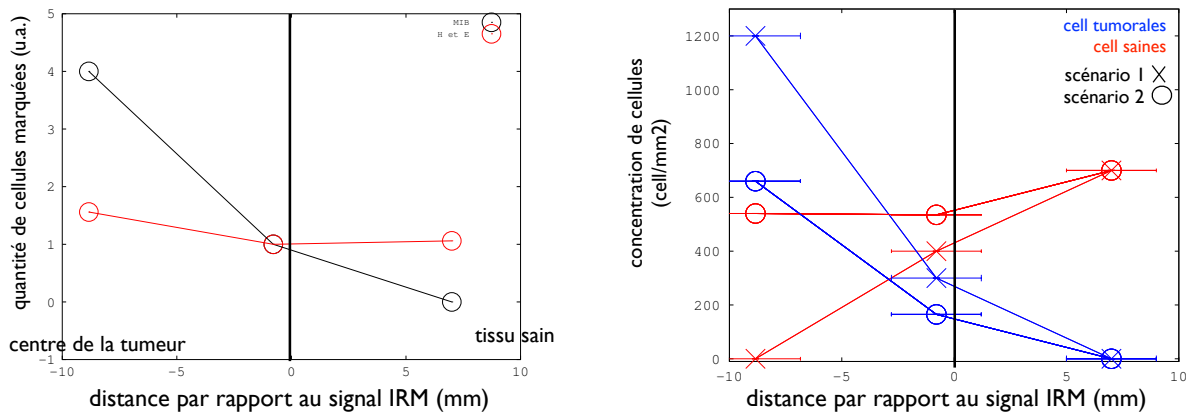 quantité de cellules marquées (u.a.)
5
4
3
2
1
0
-1
MIB
H et E
centre de la tumeur
tissu sain
-10
-5
0
5
10
distance par rapport au signal IRM (mm)
concentration de cellules
(cell/mm2)
1200
1000
800
600
400
200
0
cell tumorales
cell saines
scénario 1
scénario 2
-10
-5
0
5
10
distance par rapport au signal IRM (mm)